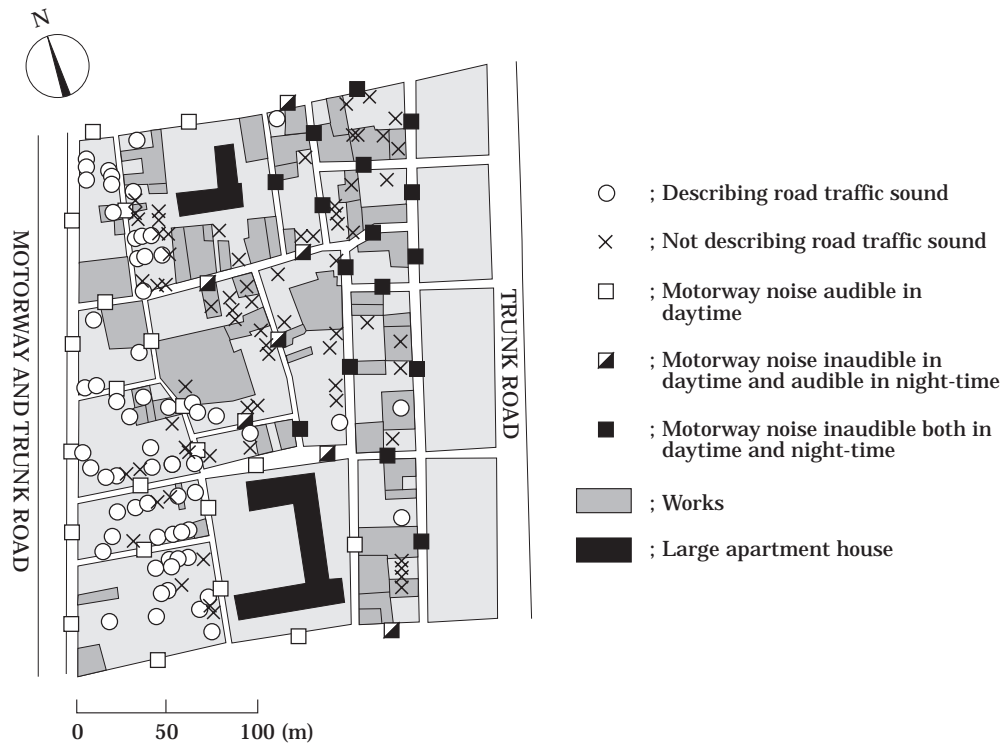 N
MOTORWAY AND TRUNK ROAD
TRUNK ROAD
; Describing road traffic sound
; Not describing road traffic sound
; Motorway noise audible in
daytime
; Motorway noise inaudible in
daytime and audible in night-time
; Motorway noise inaudible both in
daytime and night-time
; Works
; Large apartment house
0 50 100 (m)